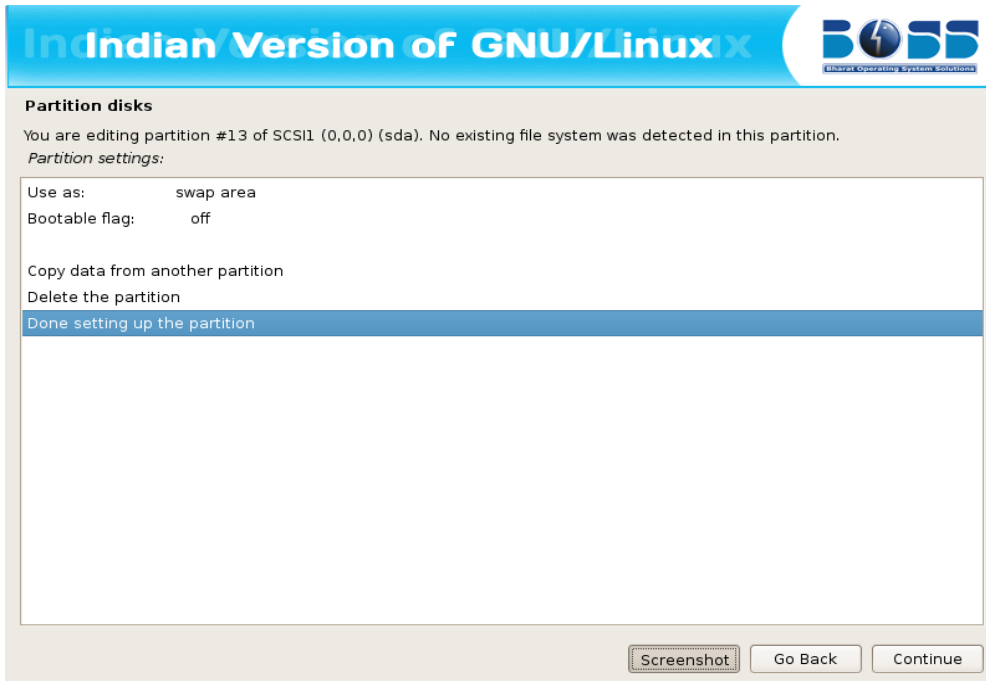 Indian Version of GNU/Linux
BOSS
Bharat Operating System Solutions
Partition disks
You are editing partition #13 of SCSI1 (0,0,0) (sda). No existing file system was detected in this partition.
Partition settings:
Use as: swap area
Bootable flag: off
Copy data from another partition
Delete the partition
Done setting up the partition
Screenshot Go Back Continue